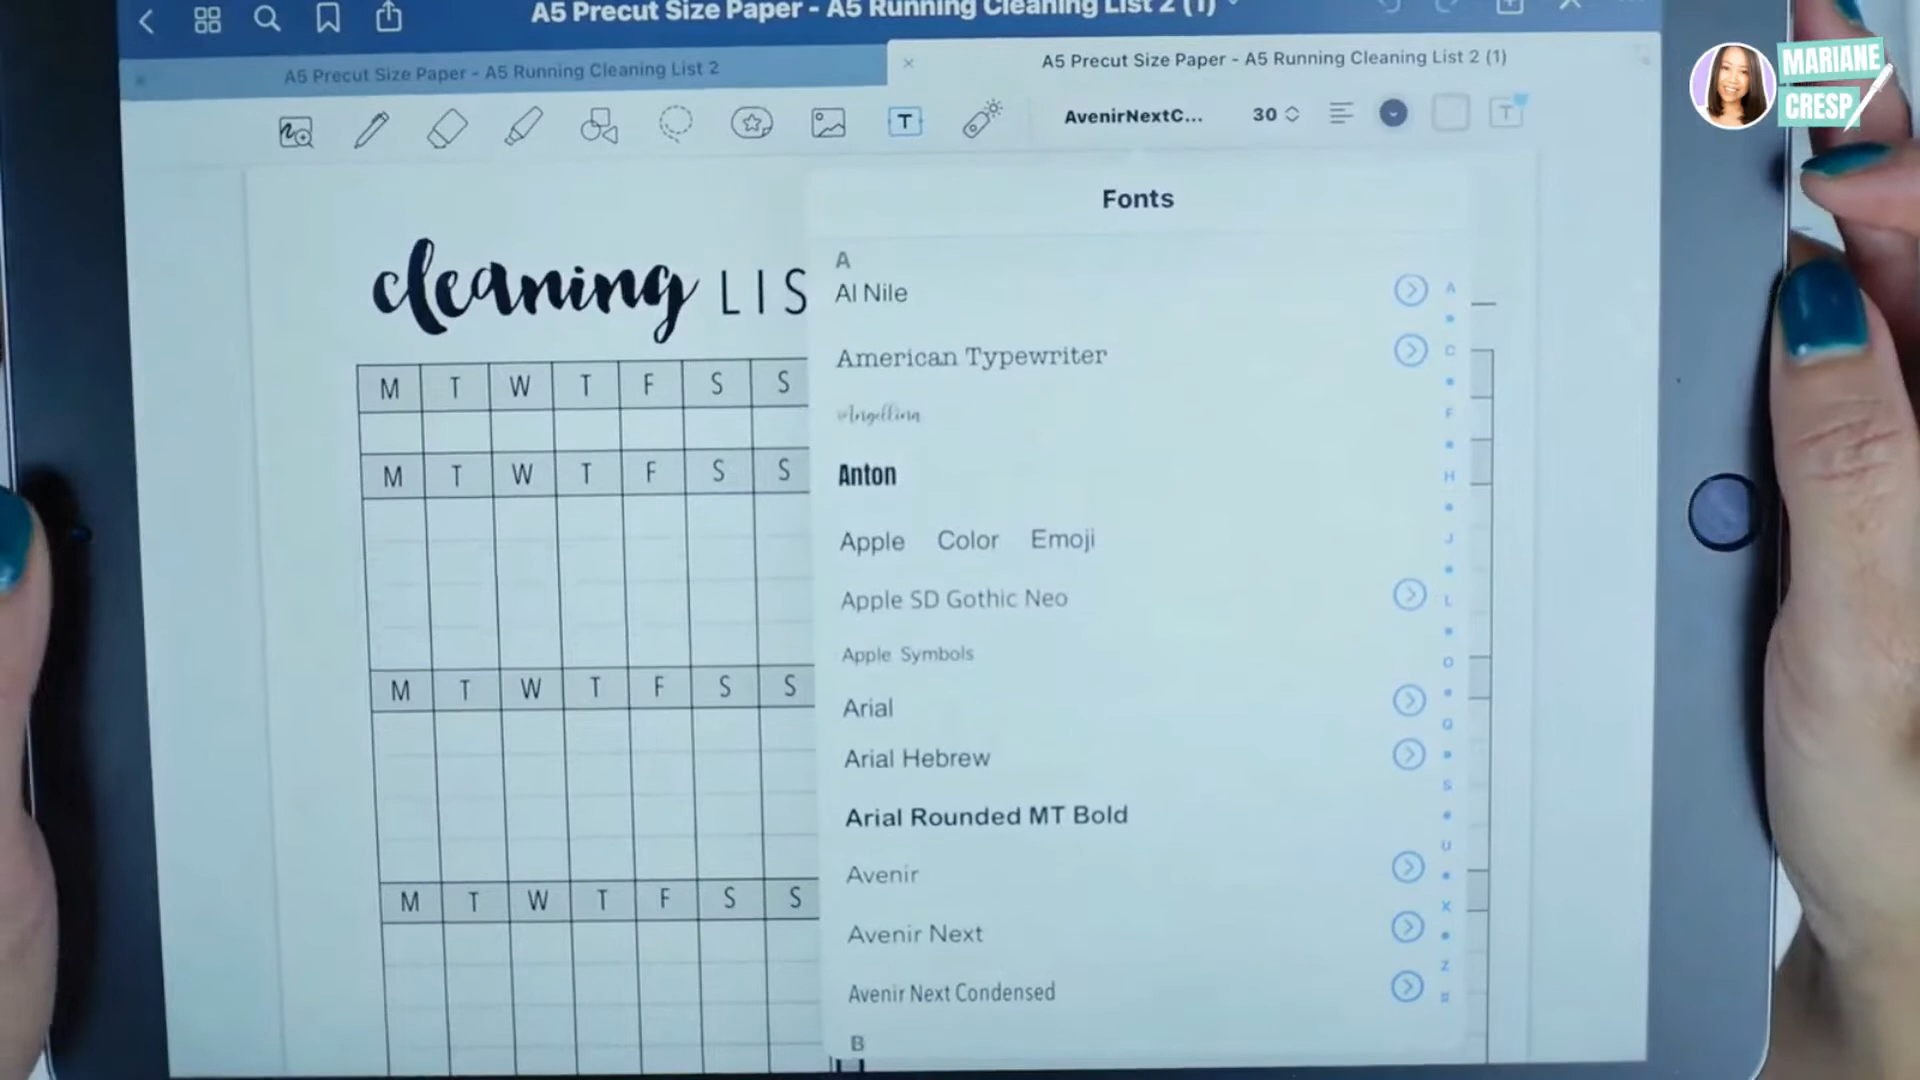 A5 Precut Size Paper - A5 Running Cleaning List 2 (1)
A5 Precut Size Paper - A5 Running Cleaning List 2
A5 Precut Size Paper - A5 Running Cleaning List 2 (1)
MARIANE
CRESP
T
AvenirNextC...
30
T
Fonts
cleaning LIS
A
Al Nile
American Typewriter
Angellina
Anton
Apple Color Emoji
Apple SD Gothic Neo
Apple Symbols
Arial
Arial Hebrew
Arial Rounded MT Bold
Avenir
Avenir Next
Avenir Next Condensed
B
A
C
F
H
J
L
O
Q
S
U
X
Z
#
M T W T F S S
M T W T F S S
M T W T F S S
M T W T F S S